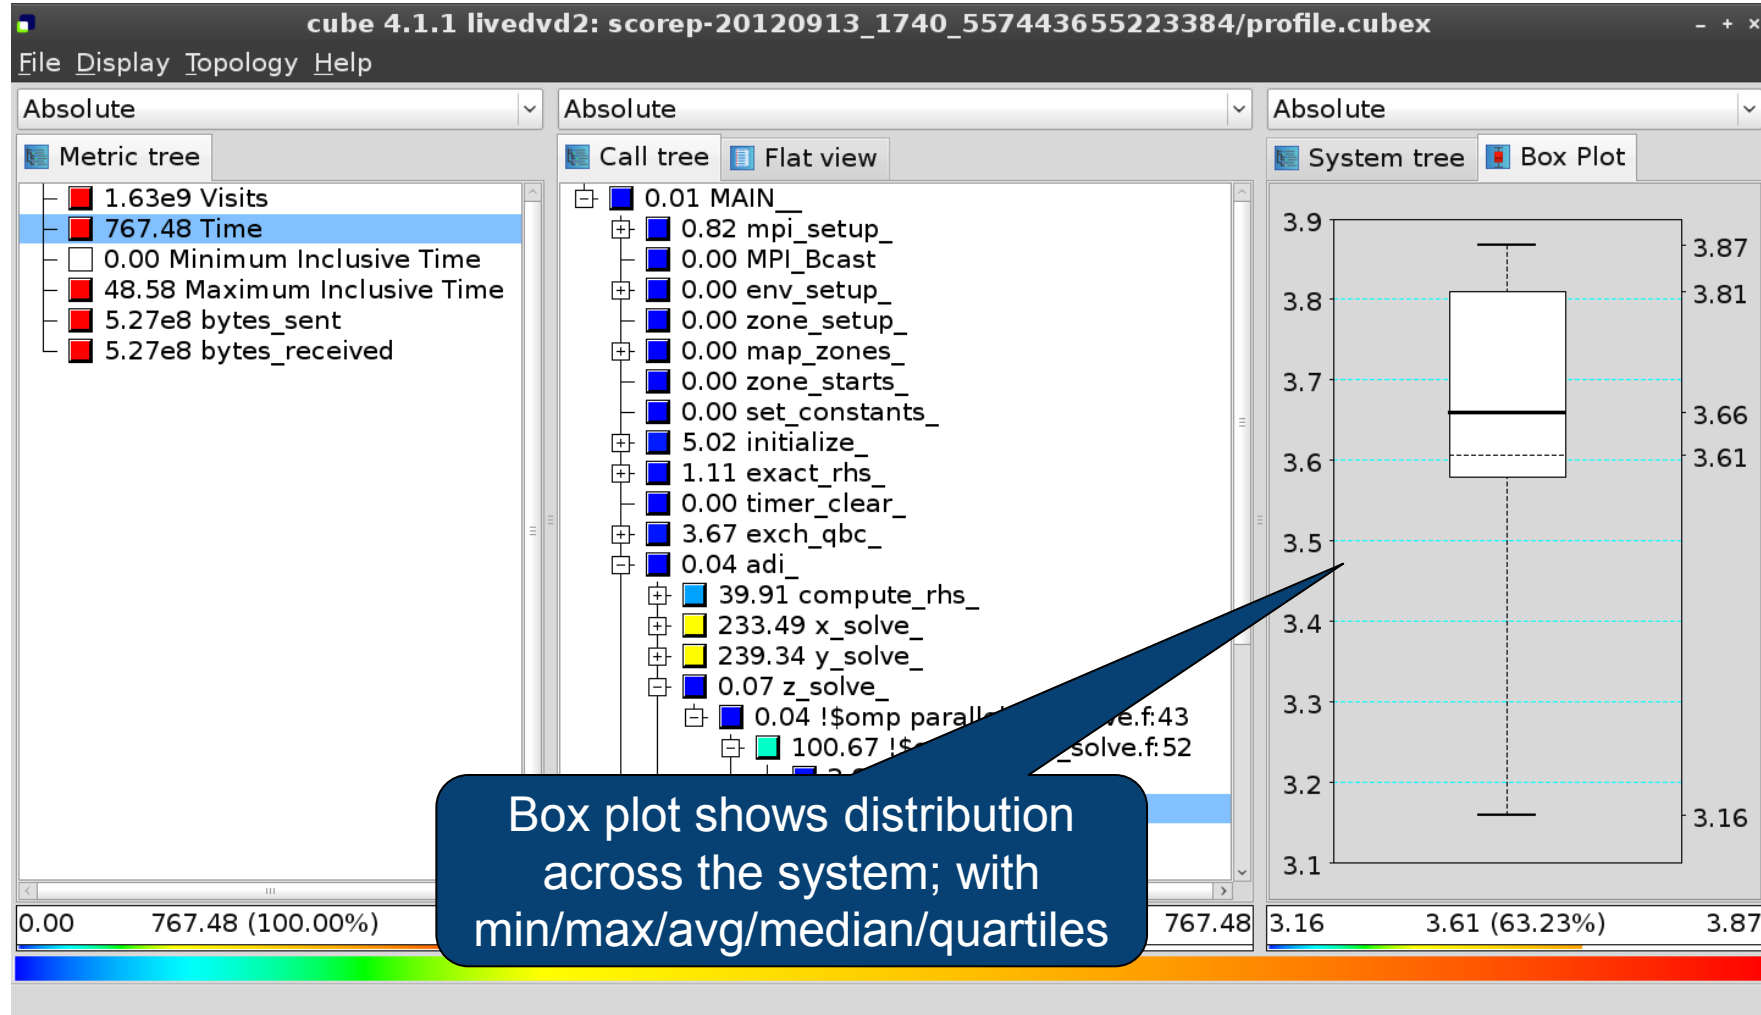 cube 4.1.1 livedvd2: scorep-20120913_1740_557443655223384/profile.cubex
File Display Topology Help
Absolute
Absolute
Absolute
Metric tree
Call tree
Flat view
System tree
Box Plot
1.63e9 Visits
767.48 Time
0.00 Minimum Inclusive Time
48.58 Maximum Inclusive Time
5.27e8 bytes_sent
5.27e8 bytes_received
0.01 MAIN__
0.82 mpi_setup_
0.00 MPI_Bcast
0.00 env_setup_
0.00 zone_setup_
0.00 map_zones_
0.00 zone_starts_
0.00 set_constants_
5.02 initialize_
1.11 exact_rhs_
0.00 timer_clear_
3.67 exch_qbc_
0.04 adi_
39.91 compute_rhs_
233.49 x_solve_
239.34 y_solve_
0.07 z_solve_
0.04 !$omp
100.67
3.9
3.8
3.7
3.6
3.5
3.4
3.3
3.2
3.1
3.87
3.81
3.66
3.61
3.16
Box plot shows distribution
across the system; with
min/max/avg/median/quartiles
0.00 767.48 (100.00%)
767.48
3.16 3.61 (63.23%) 3.87